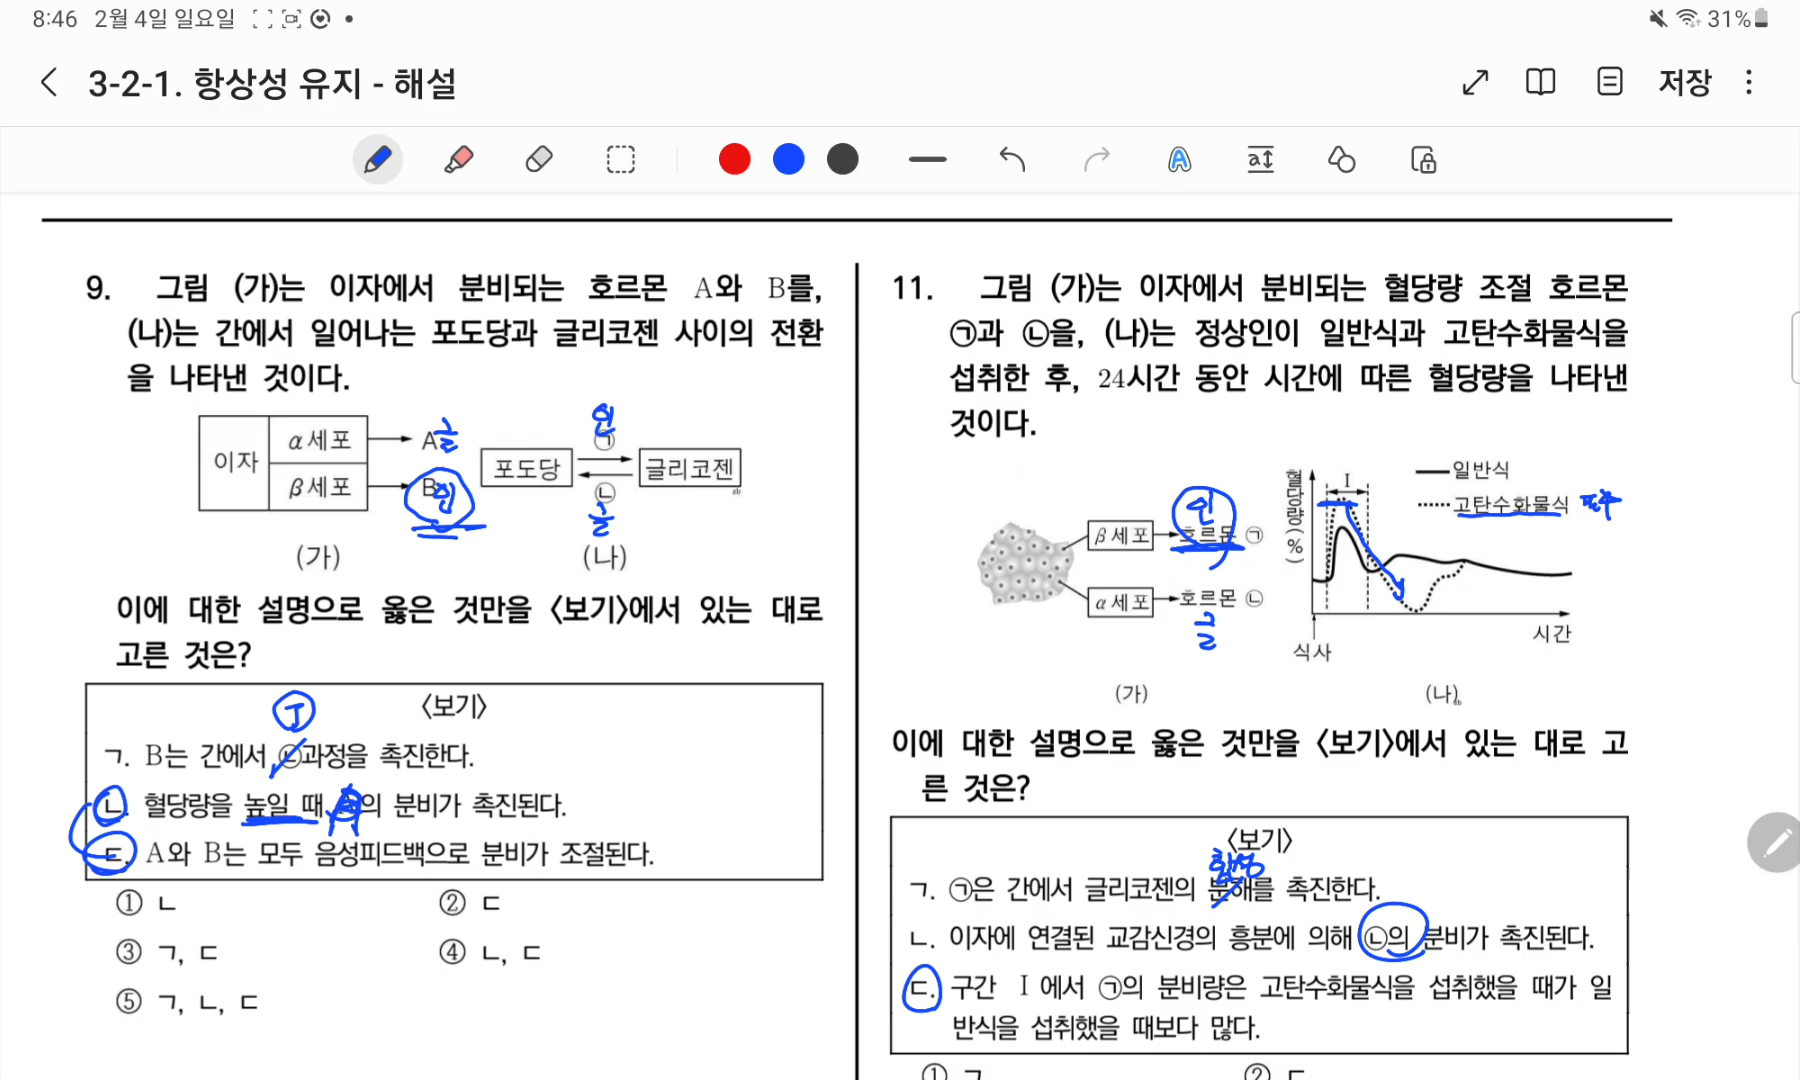 8:46 2월 4일 일요일
31%
3-2-1. 항상성 유지 - 해설
저장
9. 그림 (가)는 이자에서 분비되는 호르몬 A와 B를,
(나)는 간에서 일어나는 포도당과 글리코젠 사이의 전환
을 나타낸 것이다.
이자
α세포
A 글
β세포
B 인
(가)
인
㉠
포도당
글리코젠
㉡
글
(나)
이에 대한 설명으로 옳은 것만을 <보기>에서 있는 대로
고른 것은?
<보기>
ㄱ. B는 간에서 ㉡과정을 촉진한다.
ㄴ. 혈당량을 높일 때 A의 분비가 촉진된다.
ㄷ. A와 B는 모두 음성피드백으로 분비가 조절된다.
① ㄴ
② ㄷ
③ ㄱ, ㄷ
④ ㄴ, ㄷ
⑤ ㄱ, ㄴ, ㄷ
11. 그림 (가)는 이자에서 분비되는 혈당량 조절 호르몬
㉠과 ㉡을, (나)는 정상인이 일반식과 고탄수화물식을
섭취한 후, 24시간 동안 시간에 따른 혈당량을 나타낸
것이다.
인
β세포
호르몬 ㉠
α세포
호르몬 ㉡
글
(가)
혈당량(%)
I
일반식
고탄수화물식
시간
식사
(나)
이에 대한 설명으로 옳은 것만을 <보기>에서 있는 대로 고
른 것은?
<보기>
합성
ㄱ. ㉠은 간에서 글리코젠의 분해를 촉진한다.
ㄴ. 이자에 연결된 교감신경의 흥분에 의해 ㉡의 분비가 촉진된다.
ㄷ. 구간 I 에서 ㉠의 분비량은 고탄수화물식을 섭취했을 때가 일
반식을 섭취했을 때보다 많다.
① ㄱ
② ㄷ